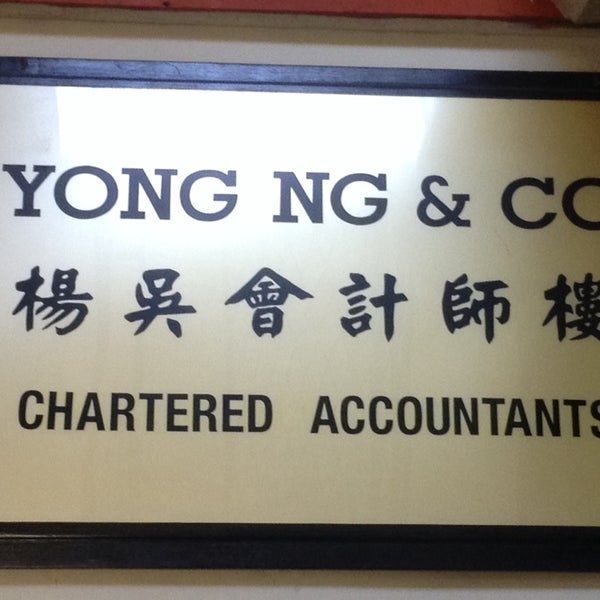 YONG NG & CO
楊吳會計師樓
CHARTERED ACCOUNTANTS